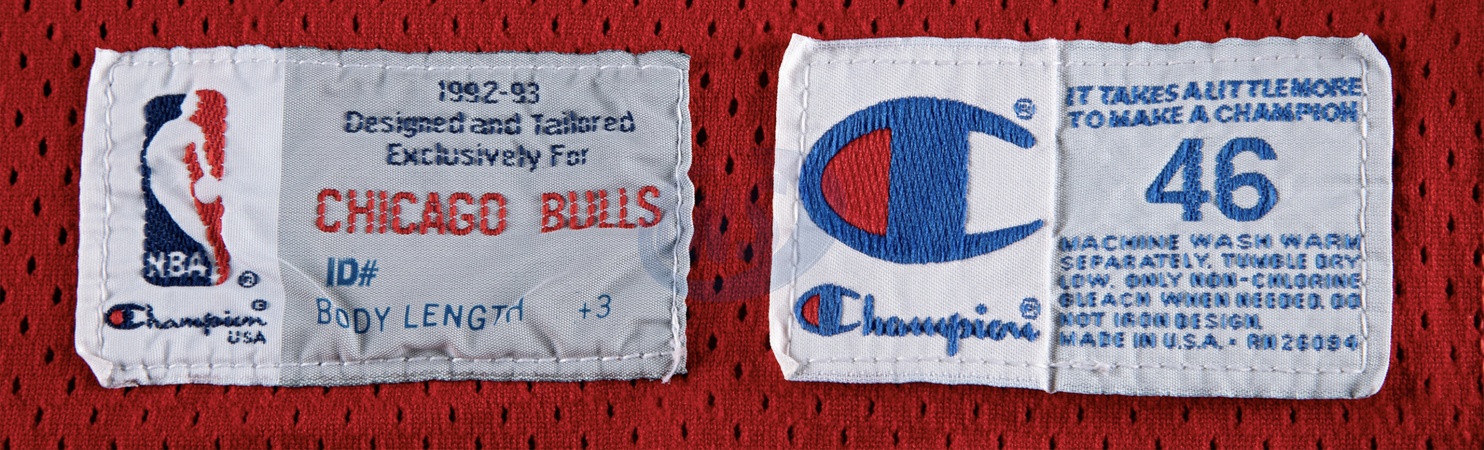 1992-93
Designed and Tailored
Exclusively For
CHICAGO BULLS
ID#
BODY LENGTH +3
NBA®
Champion®
USA
®
IT TAKES A LITTLE MORE
TO MAKE A CHAMPION
46
MACHINE WASH WARM
SEPARATELY, TUMBLE DRY
LOW. ONLY NON-CHLORINE
BLEACH WHEN NEEDED. DO
NOT IRON DESIGN.
MADE IN U.S.A. • RN 26094
Champion®